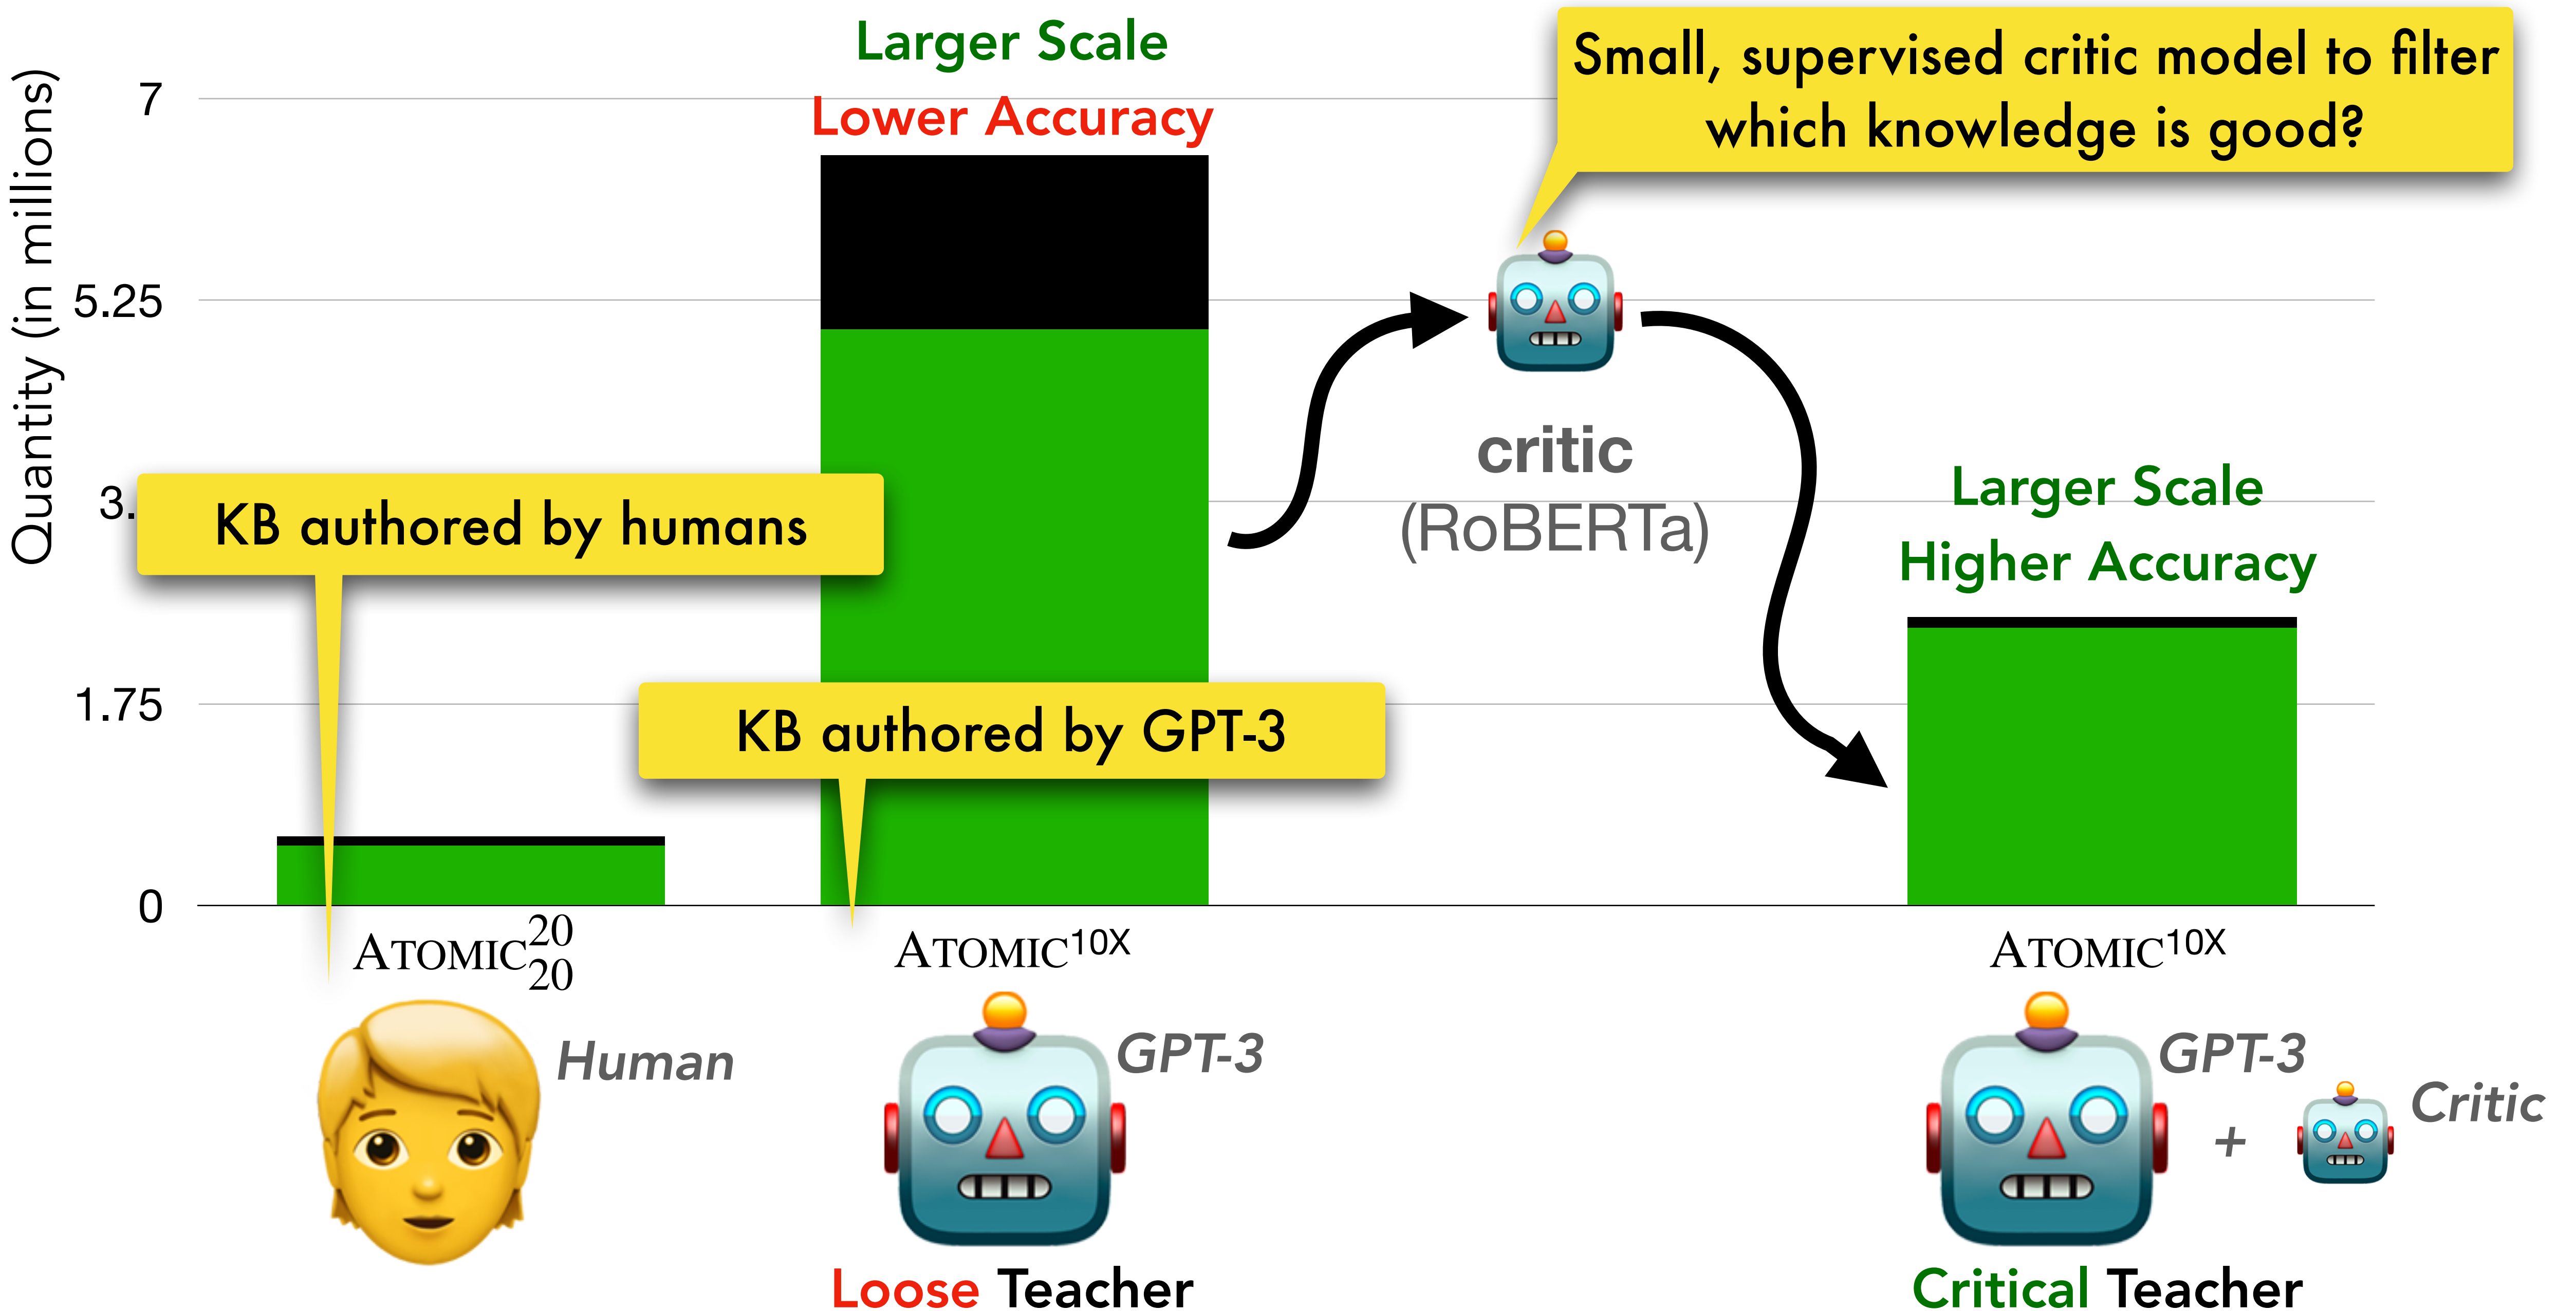 Larger Scale
Lower Accuracy
Small, supervised critic model to filter
which knowledge is good?
Quantity (in millions)
7
5.25
3.
1.75
0
KB authored by humans
KB authored by GPT-3
critic
(RoBERTa)
Larger Scale
Higher Accuracy
ATOMIC 20 20
ATOMIC 10X
ATOMIC 10X
Human
GPT-3
GPT-3
+
Critic
Loose Teacher
Critical Teacher